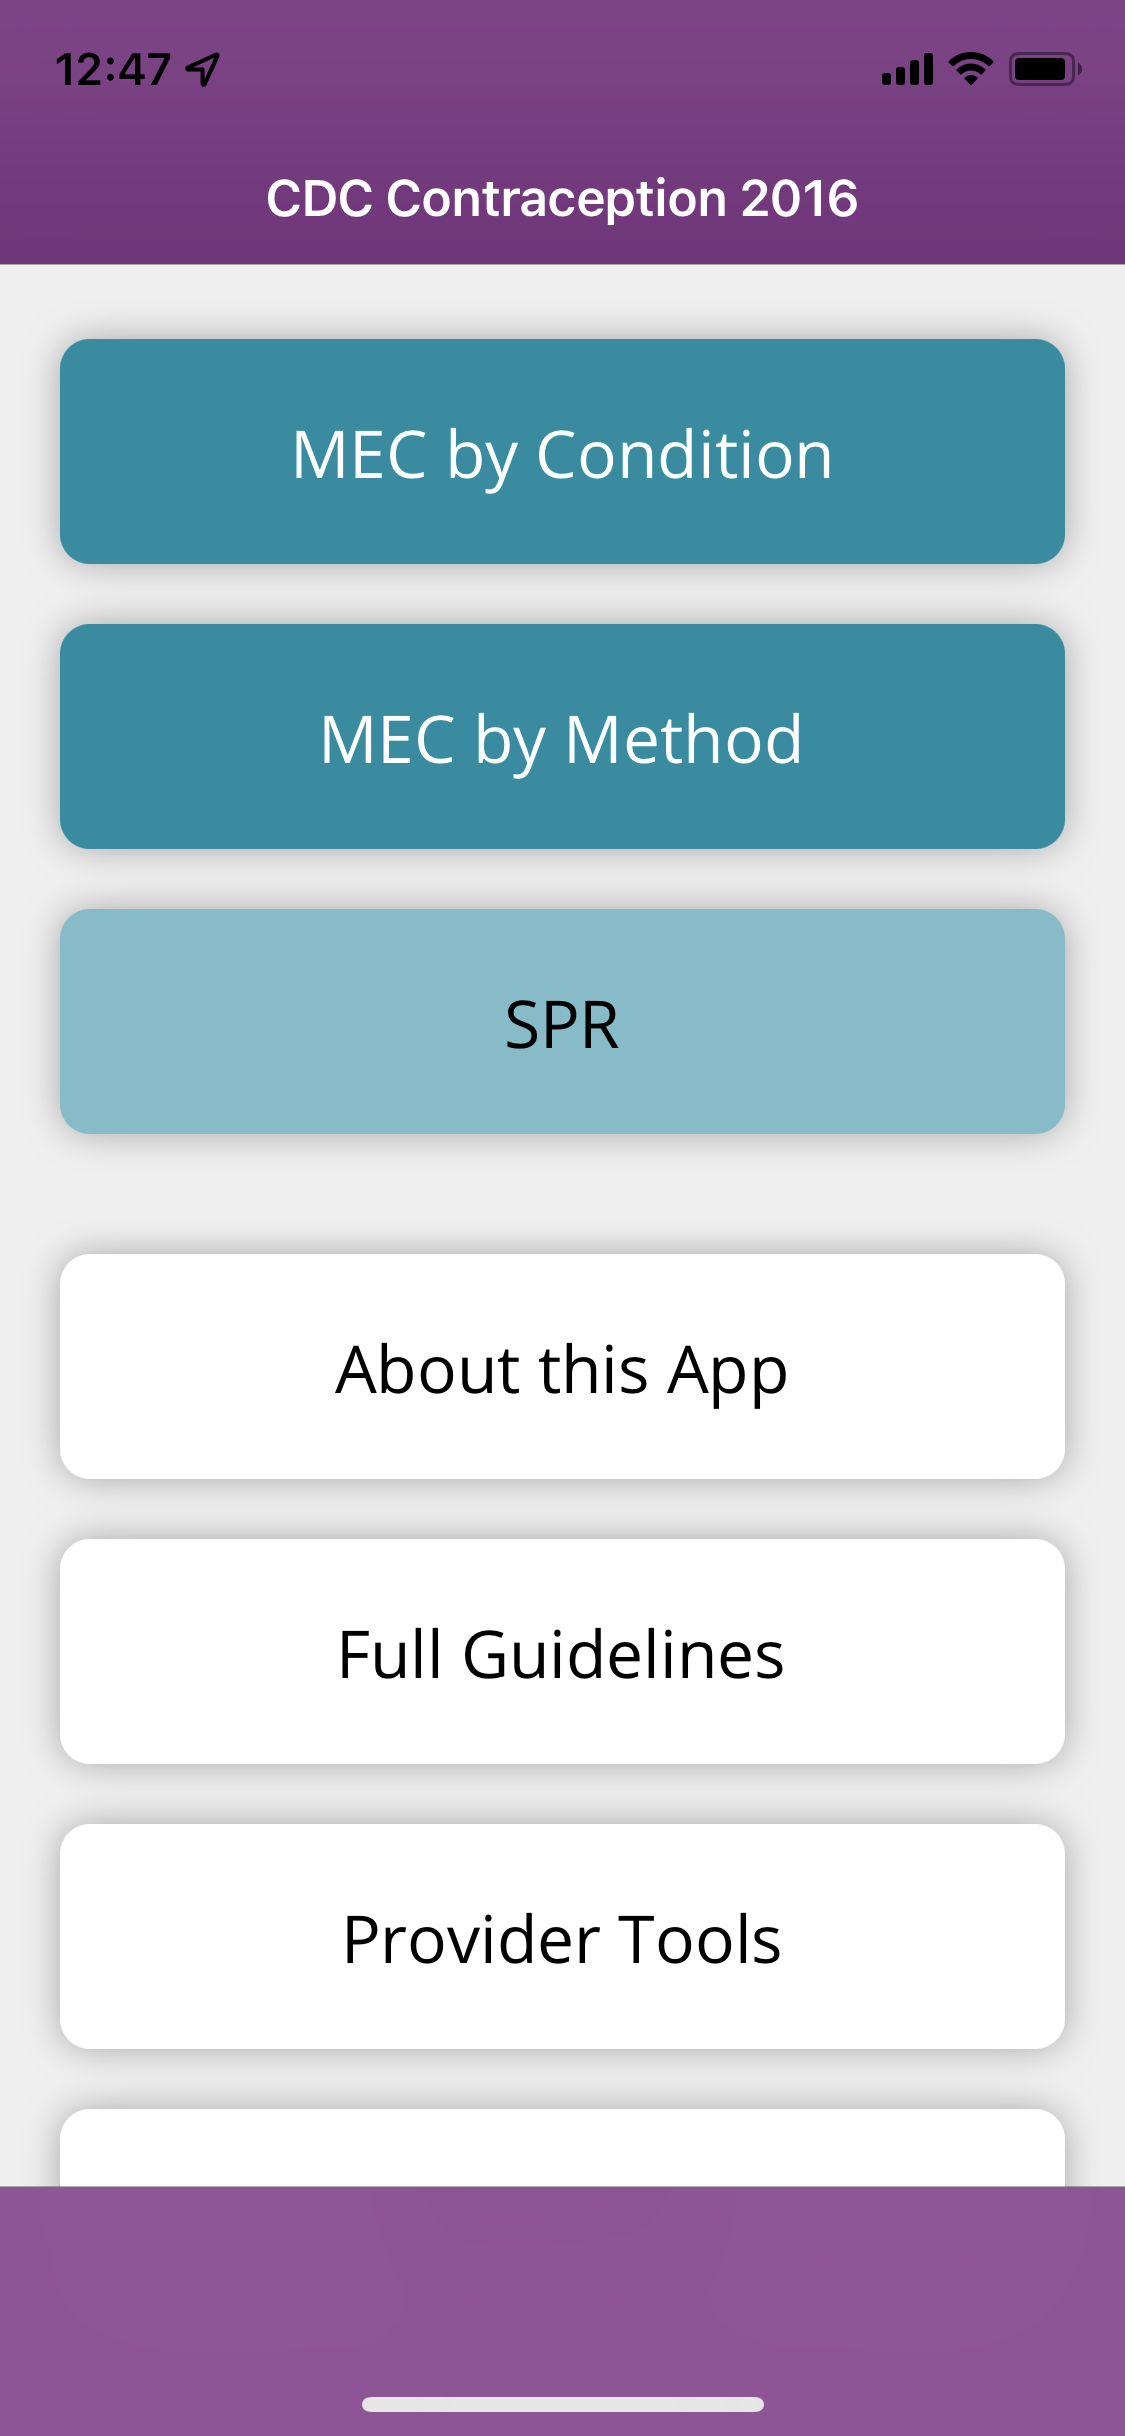 12:47
CDC Contraception 2016
MEC by Condition
MEC by Method
SPR
About this App
Full Guidelines
Provider Tools